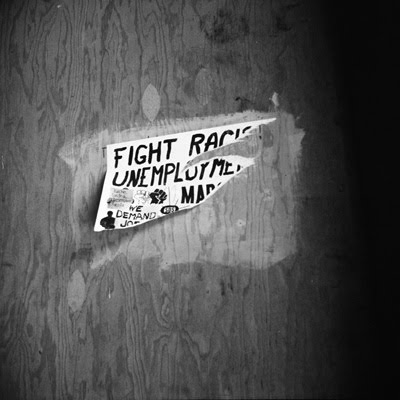 FIGHT RACIS
UNEMPLOYME
MAR
WE
DEMAND
JO